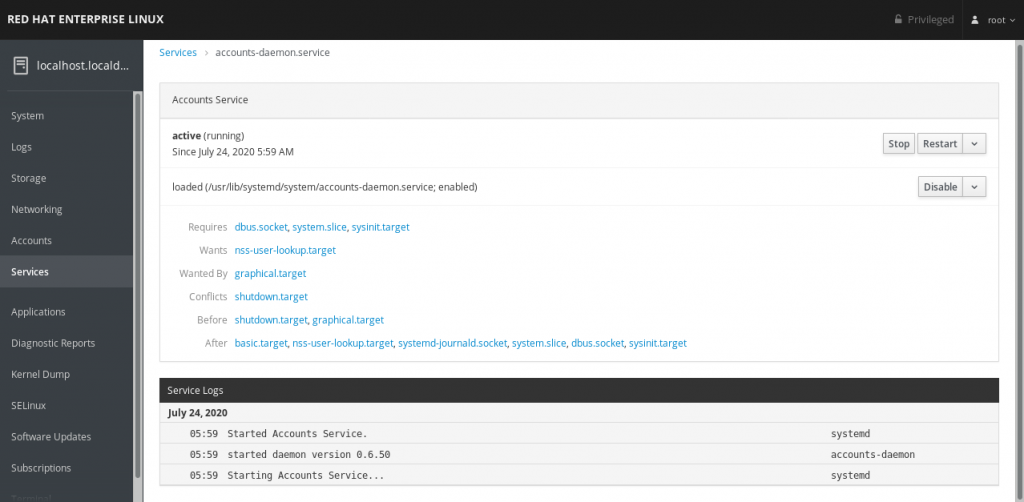 RED HAT ENTERPRISE LINUX
Privileged
root
localhost.locald...
System
Logs
Storage
Networking
Accounts
Services
Applications
Diagnostic Reports
Kernel Dump
SELinux
Software Updates
Subscriptions
Terminal
Services > accounts-daemon.service
Accounts Service
active (running)
Since July 24, 2020 5:59 AM
Stop Restart
loaded (/usr/lib/systemd/system/accounts-daemon.service; enabled)
Disable
Requires dbus.socket, system.slice, sysinit.target
Wants nss-user-lookup.target
Wanted By graphical.target
Conflicts shutdown.target
Before shutdown.target, graphical.target
After basic.target, nss-user-lookup.target, systemd-journald.socket, system.slice, dbus.socket, sysinit.target
Service Logs
July 24, 2020
05:59 Started Accounts Service. systemd
05:59 started daemon version 0.6.50 accounts-daemon
05:59 Starting Accounts Service... systemd